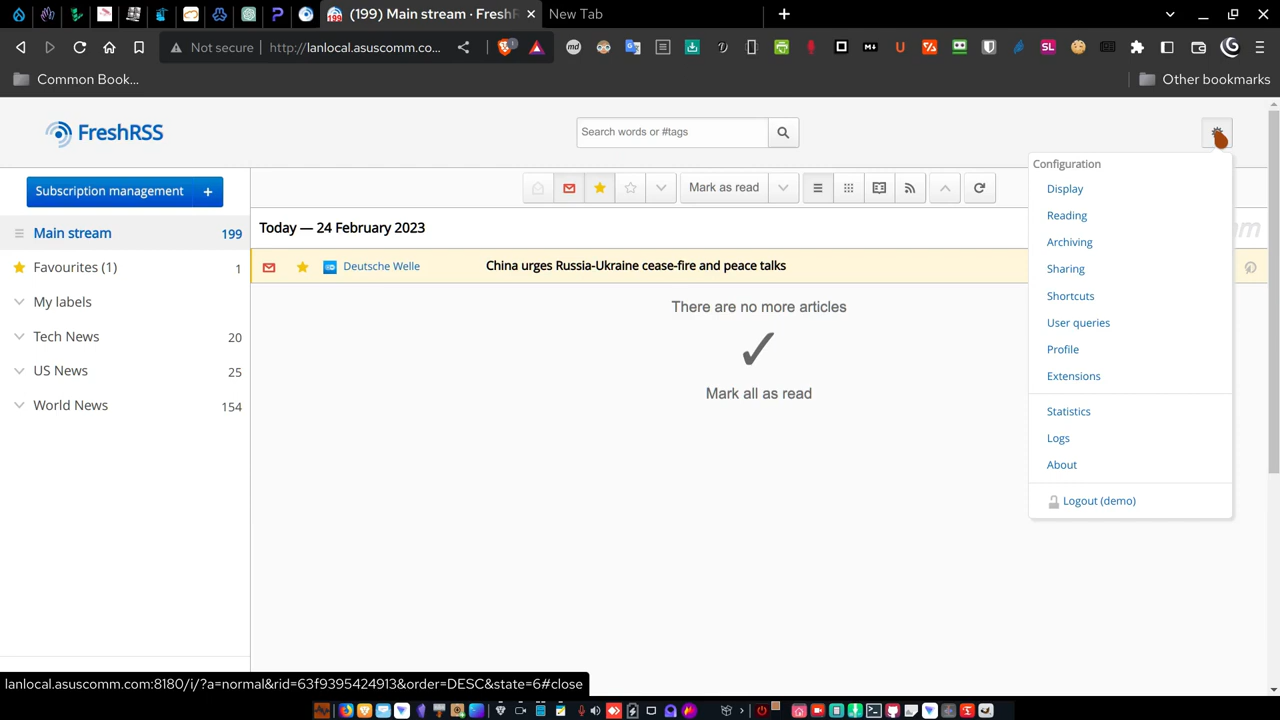 (199) Main stream · FreshR
New Tab
Not secure
http://lanlocal.asuscomm.co...
Common Book...
Other bookmarks
FreshRSS
Search words or #tags
Configuration
Display
Reading
Archiving
Sharing
Shortcuts
User queries
Profile
Extensions
Statistics
Logs
About
Logout (demo)
Subscription management +
Mark as read
Main stream 199
Favourites (1) 1
My labels
Tech News 20
US News 25
World News 154
Today — 24 February 2023
Deutsche Welle China urges Russia-Ukraine cease-fire and peace talks
There are no more articles
✓
Mark all as read
lanlocal.asuscomm.com:8180/i/?a=normal&rid=63f9395424913&order=DESC&state=6#close